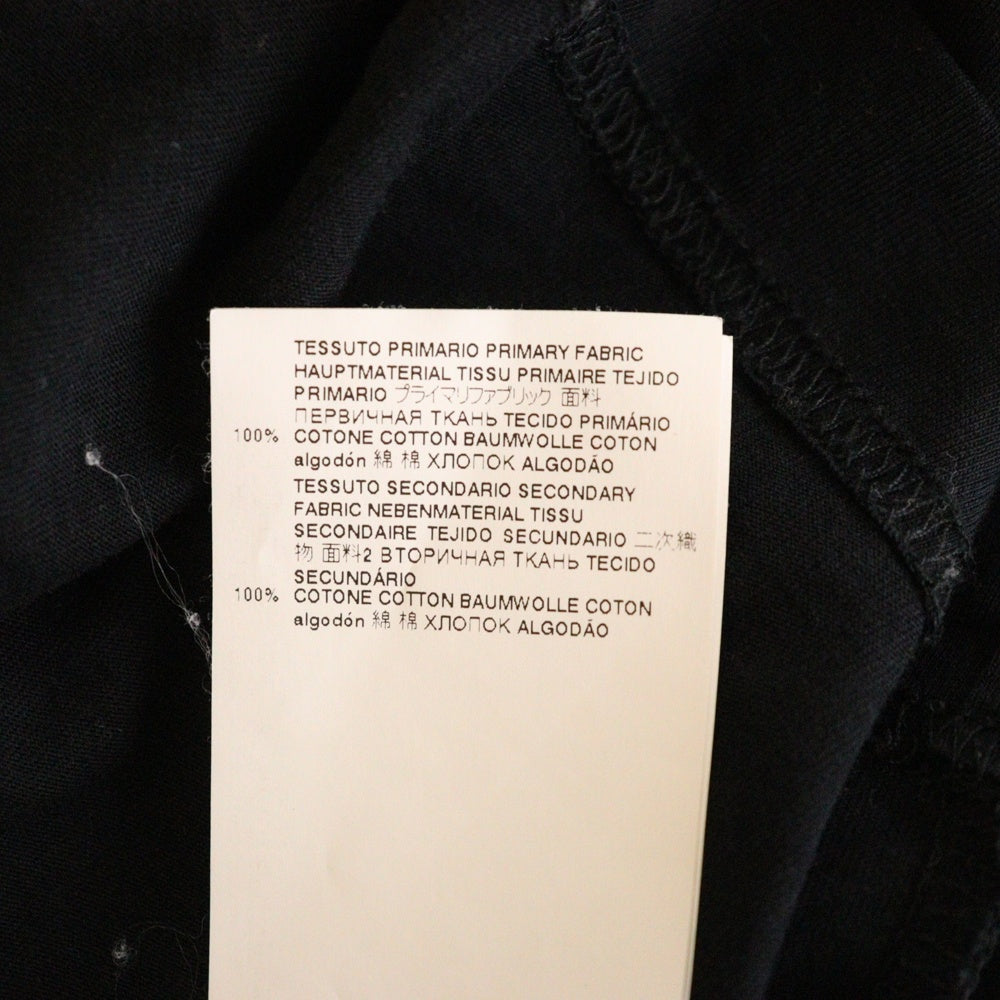 TESSUTO PRIMARIO PRIMARY FABRIC
HAUPTMATERIAL TISSU PRIMAIRE TEJIDO
PRIMARIO プライマリファブリック 面料
ПЕРВИЧНАЯ ТКАНЬ TECIDO PRIMÁRIO
100% COTONE COTTON BAUMWOLLE COTON
algodón 綿 棉 ХЛОПОК ALGODÃO
TESSUTO SECONDARIO SECONDARY
FABRIC NEBENMATERIAL TISSU
SECONDAIRE TEJIDO SECUNDARIO 二次織
物 面料2 ВТОРИЧНАЯ ТКАНЬ TECIDO
SECUNDÁRIO
100% COTONE COTTON BAUMWOLLE COTON
algodón 綿 棉 ХЛОПОК ALGODÃO